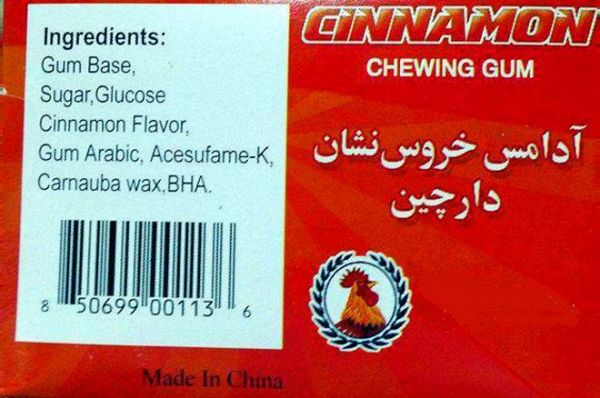 Ingredients:
Gum Base,
Sugar,Glucose
Cinnamon Flavor,
Gum Arabic, Acesufame-K,
Carnauba wax,BHA.
8 50699 00113 6
CINNAMON
CHEWING GUM
آدامس خروس نشان
دارچین
Made In China